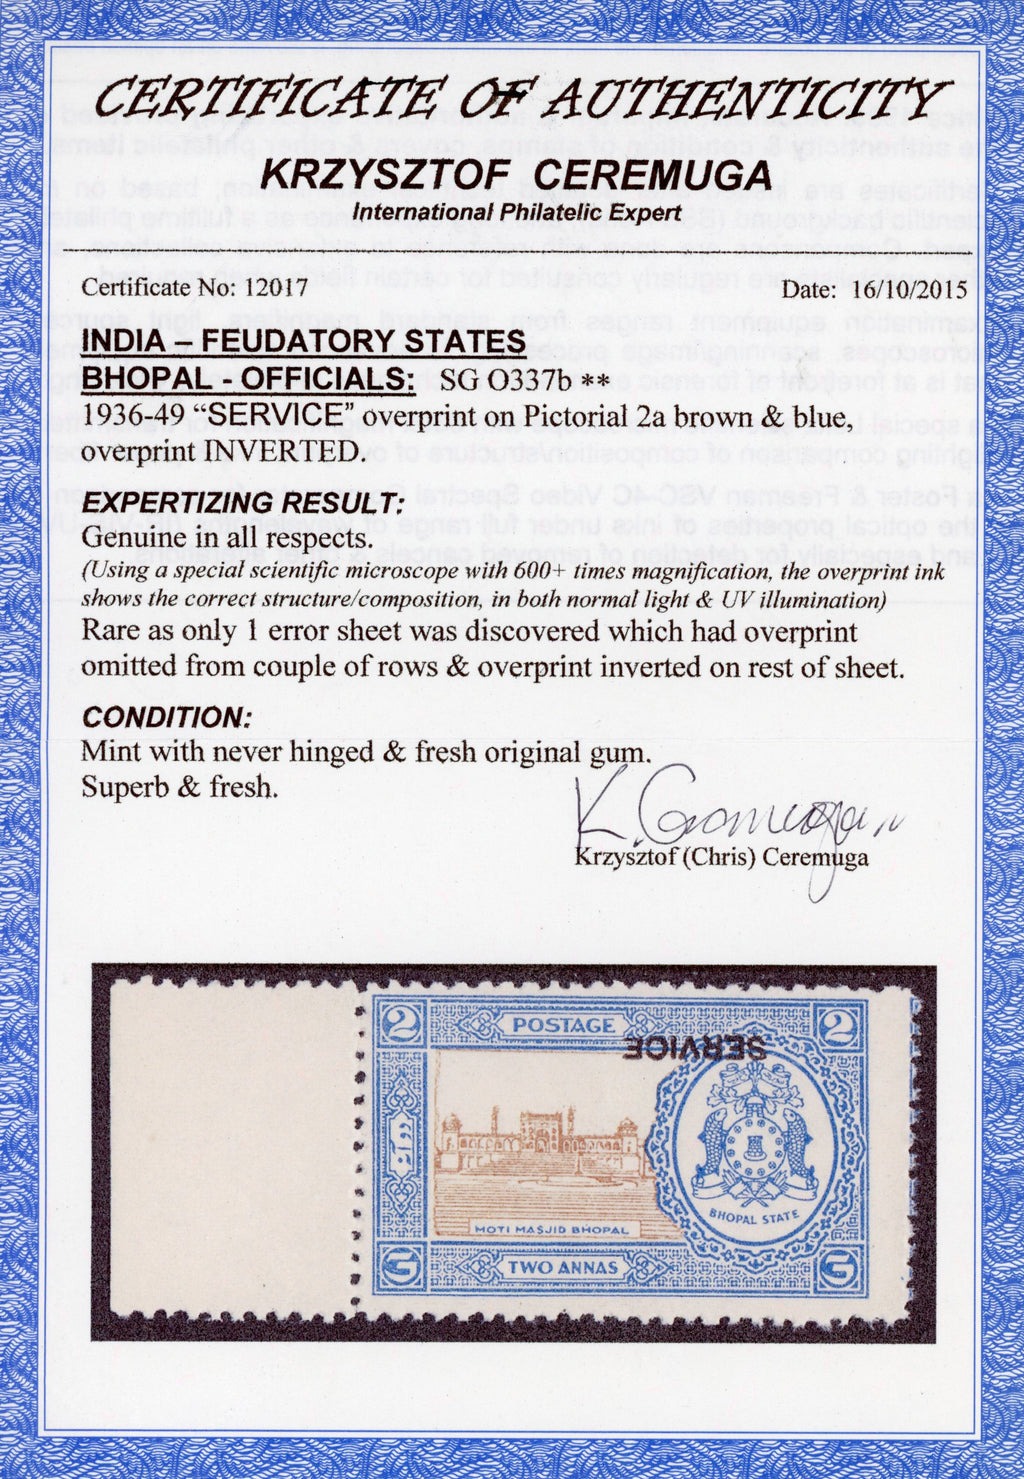 CERTIFICATE OF AUTHENTICITY
KRZYSZTOF CEREMUGA
International Philatelic Expert
Certificate No: 12017 Date: 16/10/2015
INDIA - FEUDATORY STATES
BHOPAL - OFFICIALS: SG O337b **
1936-49 “SERVICE” overprint on Pictorial 2a brown & blue,
overprint INVERTED.
EXPERTIZING RESULT:
Genuine in all respects.
(Using a special scientific microscope with 600+ times magnification, the overprint ink
shows the correct structure/composition, in both normal light & UV illumination)
Rare as only 1 error sheet was discovered which had overprint
omitted from couple of rows & overprint inverted on rest of sheet.
CONDITION:
Mint with never hinged & fresh original gum.
Superb & fresh.
K. Ceremuga
Krzysztof (Chris) Ceremuga
2 POSTAGE 2
SERVICE
MOTI MASJID BHOPAL
BHOPAL STATE
TWO ANNAS